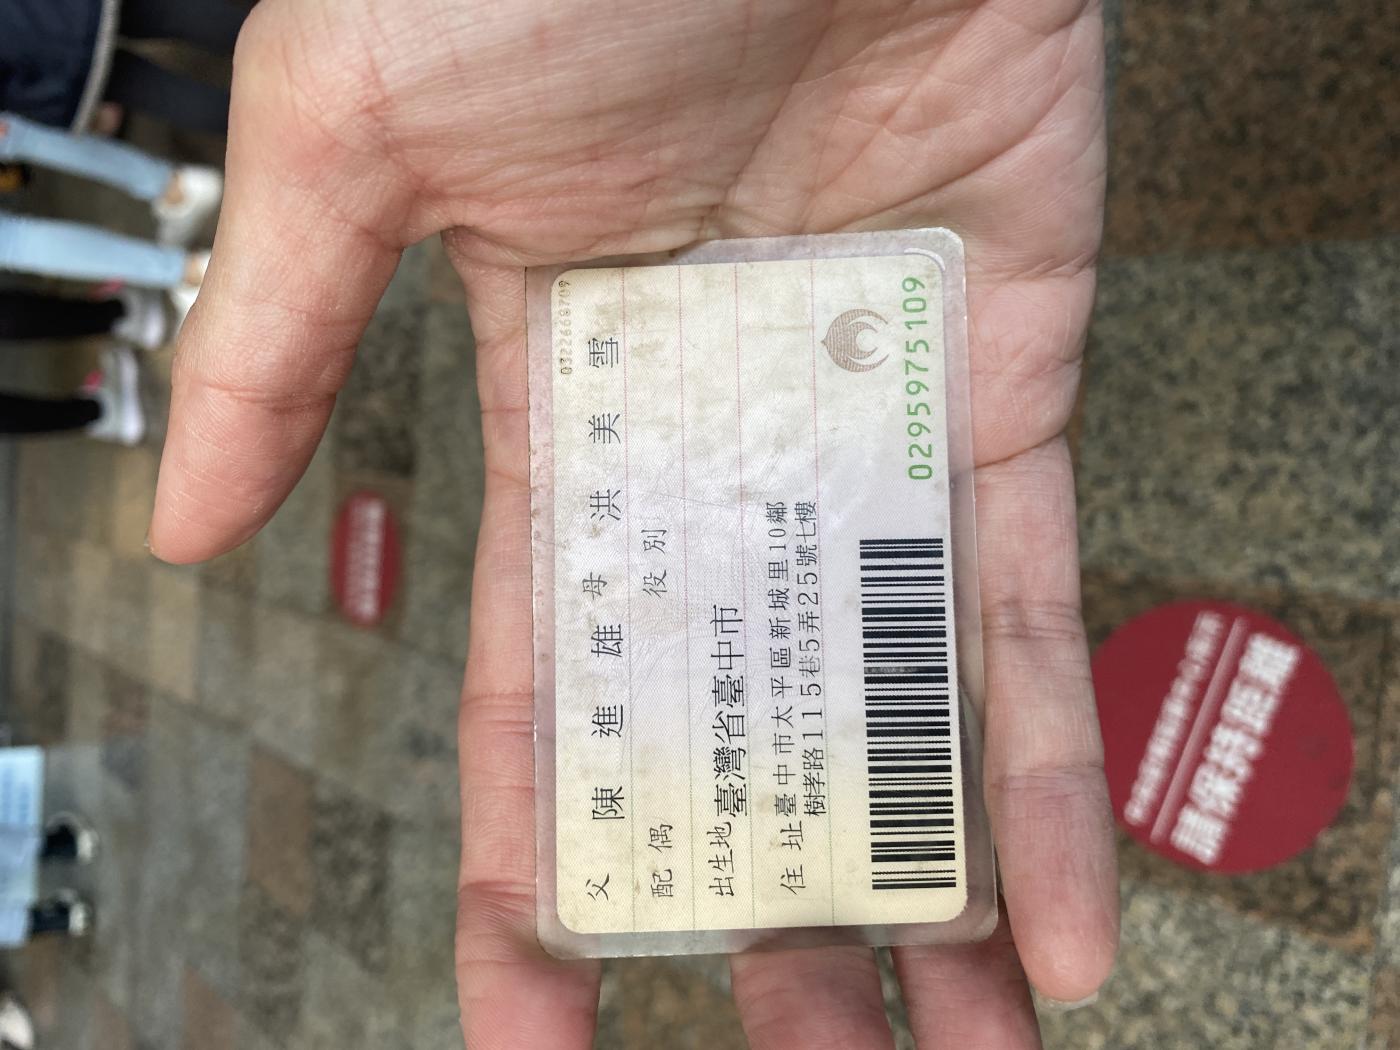 0322668709
父 陳 進 雄 母 洪 美 雪
配 偶 役 別
出生地 臺灣省臺中市
住 址 臺中市太平區新城里10鄰
樹孝路115巷5弄25號七樓
0295975109
請保持距離